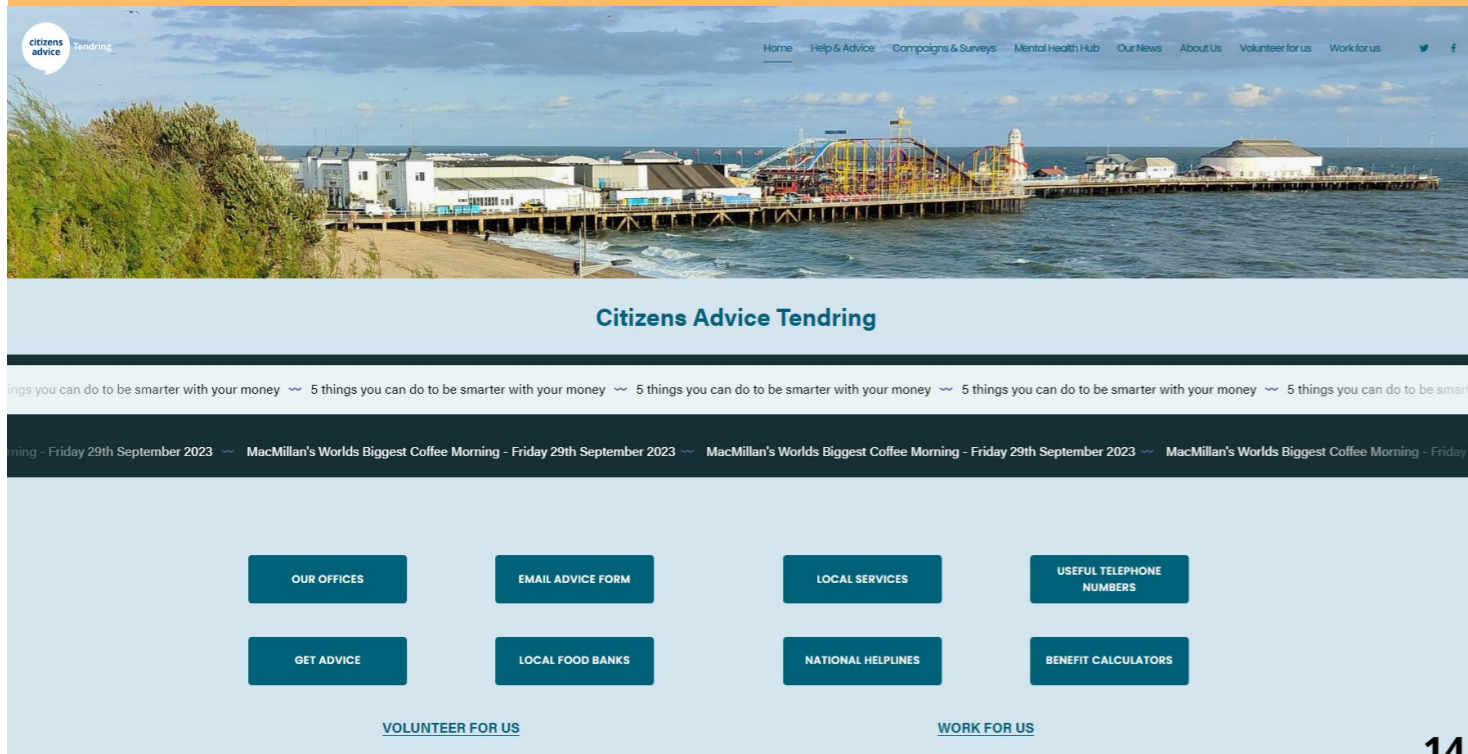 citizens
advice
Tendring
Home Help & Advice Campaigns & Surveys Mental Health Hub Our News About Us Volunteer for us Work for us
Citizens Advice Tendring
ings you can do to be smarter with your money 5 things you can do to be smarter with your money 5 things you can do to be smarter with your money 5 things you can do to be smarter with your money 5 things you can do to be smar
rning - Friday 29th September 2023 MacMillan's Worlds Biggest Coffee Morning - Friday 29th September 2023 MacMillan's Worlds Biggest Coffee Morning - Friday 29th September 2023 MacMillan's Worlds Biggest Coffee Morning - Friday
OUR OFFICES
EMAIL ADVICE FORM
LOCAL SERVICES
USEFUL TELEPHONE
NUMBERS
GET ADVICE
LOCAL FOOD BANKS
NATIONAL HELPLINES
BENEFIT CALCULATORS
VOLUNTEER FOR US
WORK FOR US
14